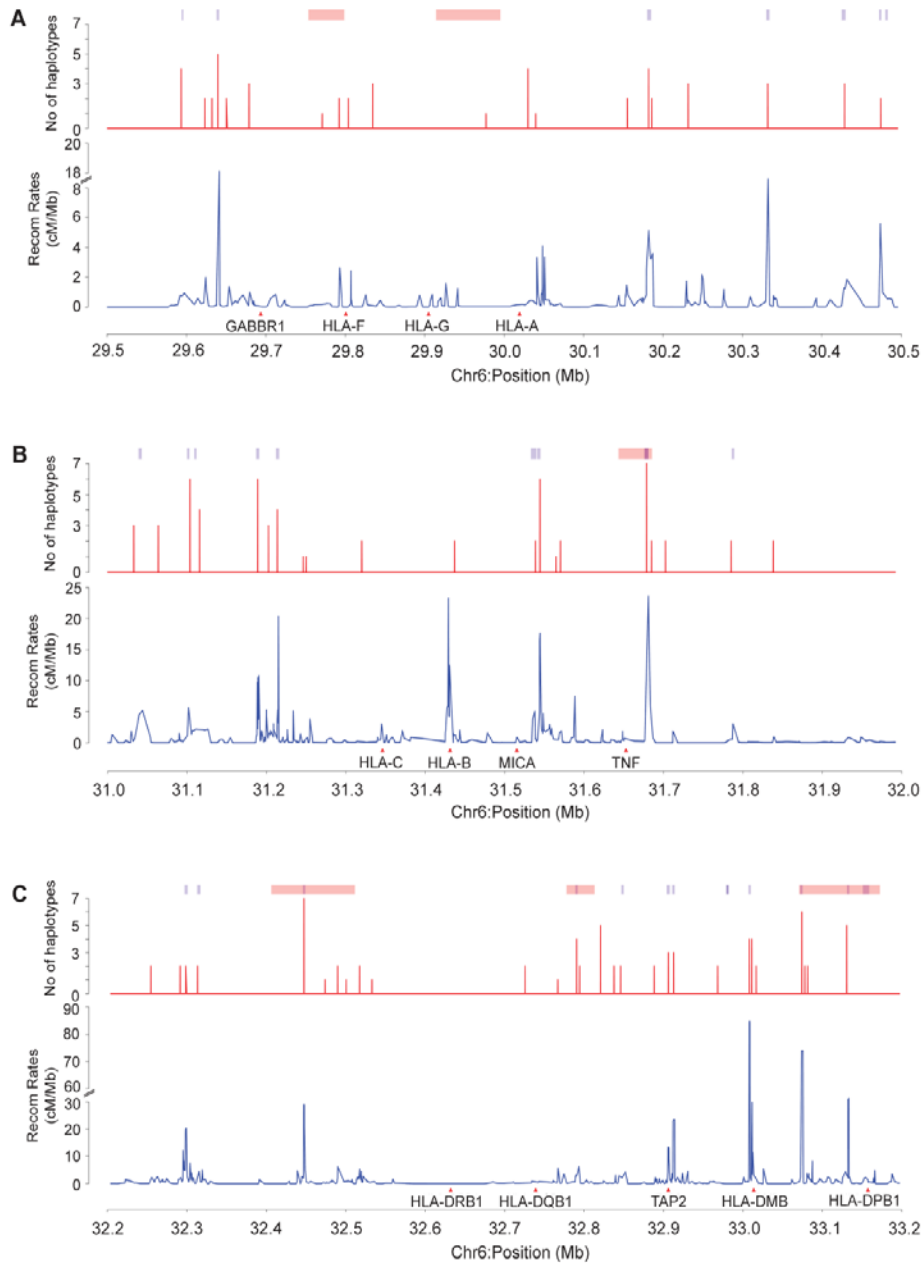 A
No of haplotypes
7
5
3
0
Recom Rates
(cM/Mb)
20
18
8
6
4
2
0
GABBR1 HLA-F HLA-G HLA-A
29.5 29.6 29.7 29.8 29.9 30.0 30.1 30.2 30.3 30.4 30.5
Chr6:Position (Mb)
B
No of haplotypes
7
5
3
0
Recom Rates
(cM/Mb)
25
20
15
10
5
0
HLA-C HLA-B MICA TNF
31.0 31.1 31.2 31.3 31.4 31.5 31.6 31.7 31.8 31.9 32.0
Chr6:Position (Mb)
C
No of haplotypes
7
5
3
0
Recom Rates
(cM/Mb)
90
80
70
60
30
20
10
0
HLA-DRB1 HLA-DQB1 TAP2 HLA-DMB HLA-DPB1
32.2 32.3 32.4 32.5 32.6 32.7 32.8 32.9 33.0 33.1 33.2
Chr6:Position (Mb)